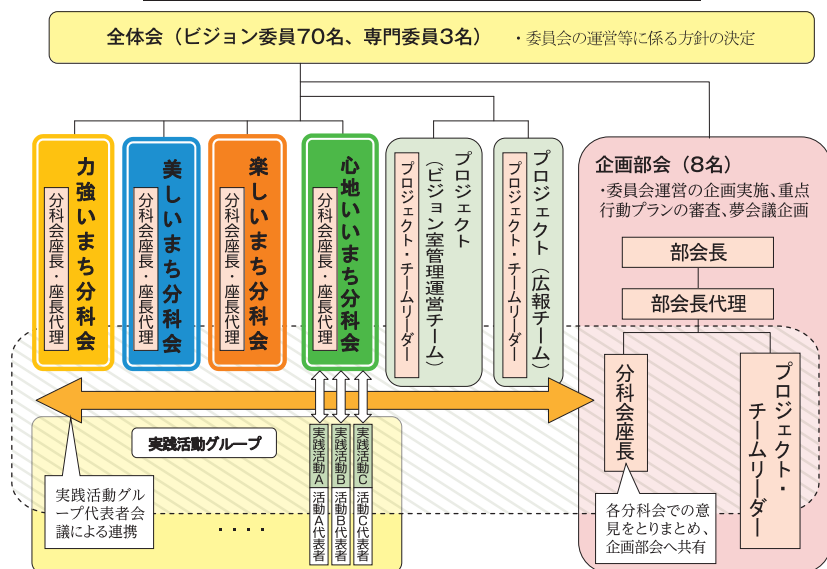 全体会（ビジョン委員70名、専門委員3名）
・委員会の運営等に係る方針の決定
力強いまち分科会
分科会座長・座長代理
美しいまち分科会
分科会座長・座長代理
楽しいまち分科会
分科会座長・座長代理
心地いいまち分科会
分科会座長・座長代理
プロジェクト
（ビジョン室管理運営チーム）
プロジェクト・チームリーダー
プロジェクト（広報チーム）
プロジェクト・チームリーダー
企画部会（8名）
・委員会運営の企画実施、重点
行動プランの審査、夢会議企画
部会長
部会長代理
分科会座長
プロジェクト・
チームリーダー
実践活動グループ
実践活動A
活動A代表者
実践活動B
活動B代表者
実践活動C
活動C代表者
・・・・
実践活動グルー
プ代表者会
議による連携
各分科会での意
見をとりまとめ、
企画部会へ共有